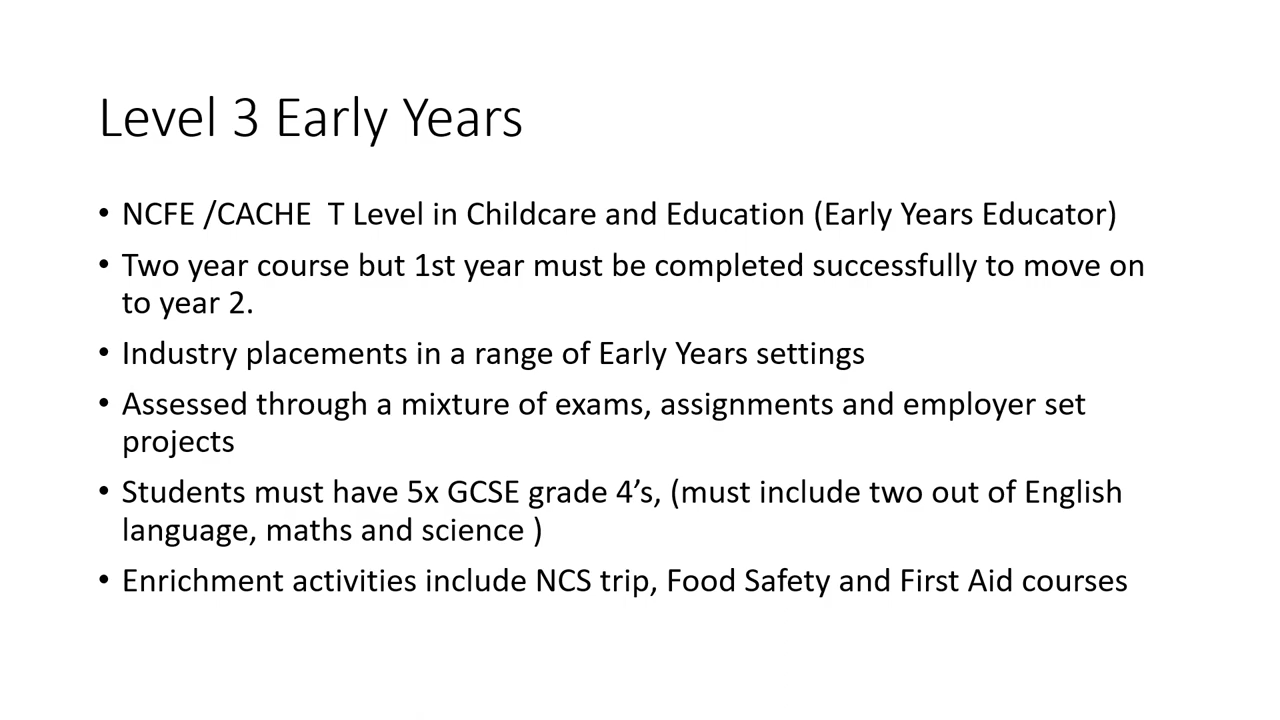 Level 3 Early Years
• NCFE /CACHE  T Level in Childcare and Education (Early Years Educator)
• Two year course but 1st year must be completed successfully to move on
to year 2.
• Industry placements in a range of Early Years settings
• Assessed through a mixture of exams, assignments and employer set
projects
• Students must have 5x GCSE grade 4’s, (must include two out of English
language, maths and science )
• Enrichment activities include NCS trip, Food Safety and First Aid courses